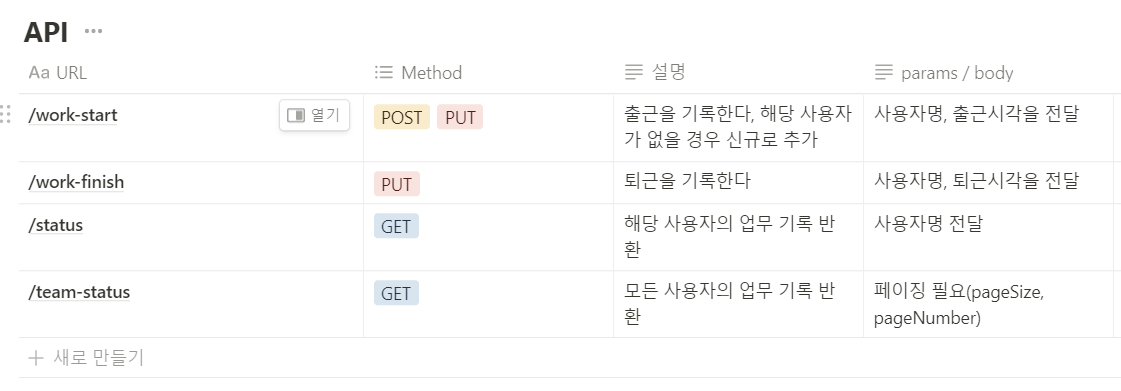 API ···
Aa URL Method 설명 params / body
/work-start 열기 POST PUT 출근을 기록한다, 해당 사용자 사용자명, 출근시각을 전달
가 없을 경우 신규로 추가
/work-finish PUT 퇴근을 기록한다 사용자명, 퇴근시각을 전달
/status GET 해당 사용자의 업무 기록 반 사용자명 전달
환
/team-status GET 모든 사용자의 업무 기록 반 페이징 필요(pageSize,
환 pageNumber)
+ 새로 만들기